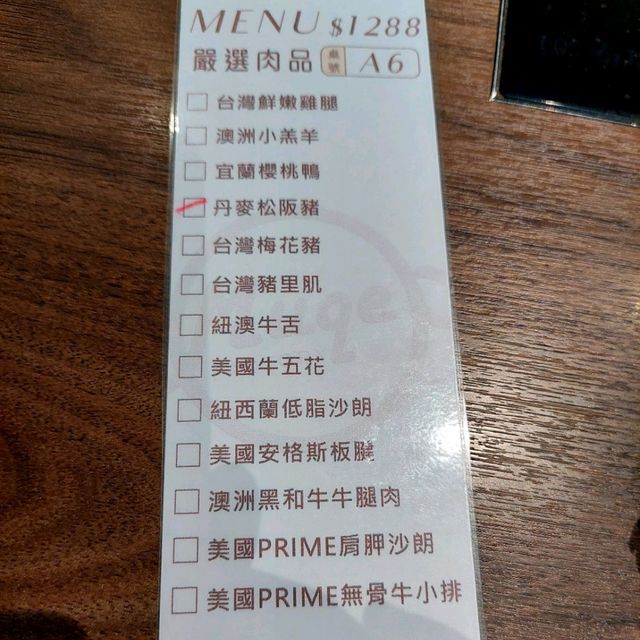 MENU $1288
嚴選肉品 編號 A6
台灣鮮嫩雞腿
澳洲小羔羊
宜蘭櫻桃鴨
丹麥松阪豬
台灣梅花豬
台灣豬里肌
紐澳牛舌
美國牛五花
紐西蘭低脂沙朗
美國安格斯板腱
澳洲黑和牛牛腿肉
美國PRIME肩胛沙朗
美國PRIME無骨牛小排